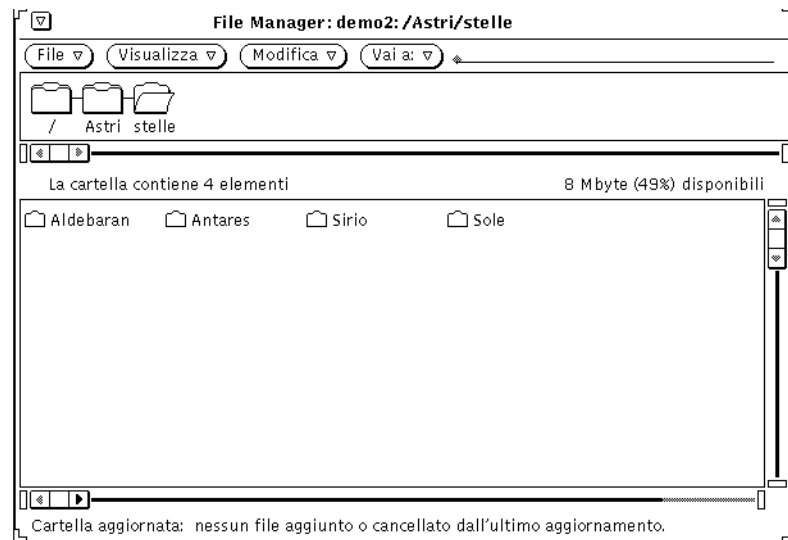 File Manager: demo2: /Astri/stelle
File Visualizza Modifica Vai a:
/ Astri stelle
La cartella contiene 4 elementi 8 Mbyte (49%) disponibili
Aldebaran Antares Sirio Sole
Cartella aggiornata: nessun file aggiunto o cancellato dall'ultimo aggiornamento.